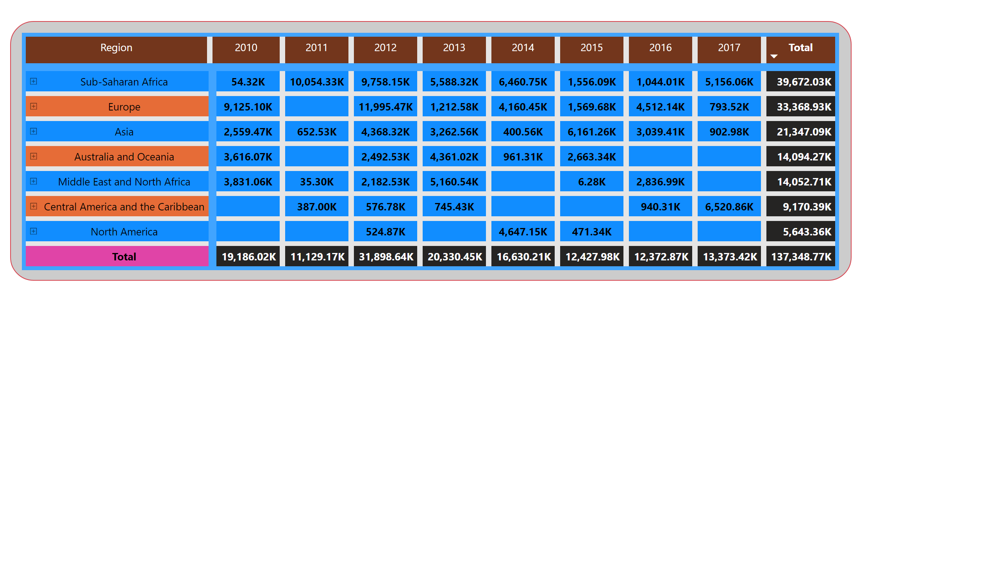 Region 2010 2011 2012 2013 2014 2015 2016 2017 Total
Sub-Saharan Africa 54.32K 10,054.33K 9,758.15K 5,588.32K 6,460.75K 1,556.09K 1,044.01K 5,156.06K 39,672.03K
Europe 9,125.10K 11,995.47K 1,212.58K 4,160.45K 1,569.68K 4,512.14K 793.52K 33,368.93K
Asia 2,559.47K 652.53K 4,368.32K 3,262.56K 400.56K 6,161.26K 3,039.41K 902.98K 21,347.09K
Australia and Oceania 3,616.07K 2,492.53K 4,361.02K 961.31K 2,663.34K 14,094.27K
Middle East and North Africa 3,831.06K 35.30K 2,182.53K 5,160.54K 6.28K 2,836.99K 14,052.71K
Central America and the Caribbean 387.00K 576.78K 745.43K 940.31K 6,520.86K 9,170.39K
North America 524.87K 4,647.15K 471.34K 5,643.36K
Total 19,186.02K 11,129.17K 31,898.64K 20,330.45K 16,630.21K 12,427.98K 12,372.87K 13,373.42K 137,348.77K